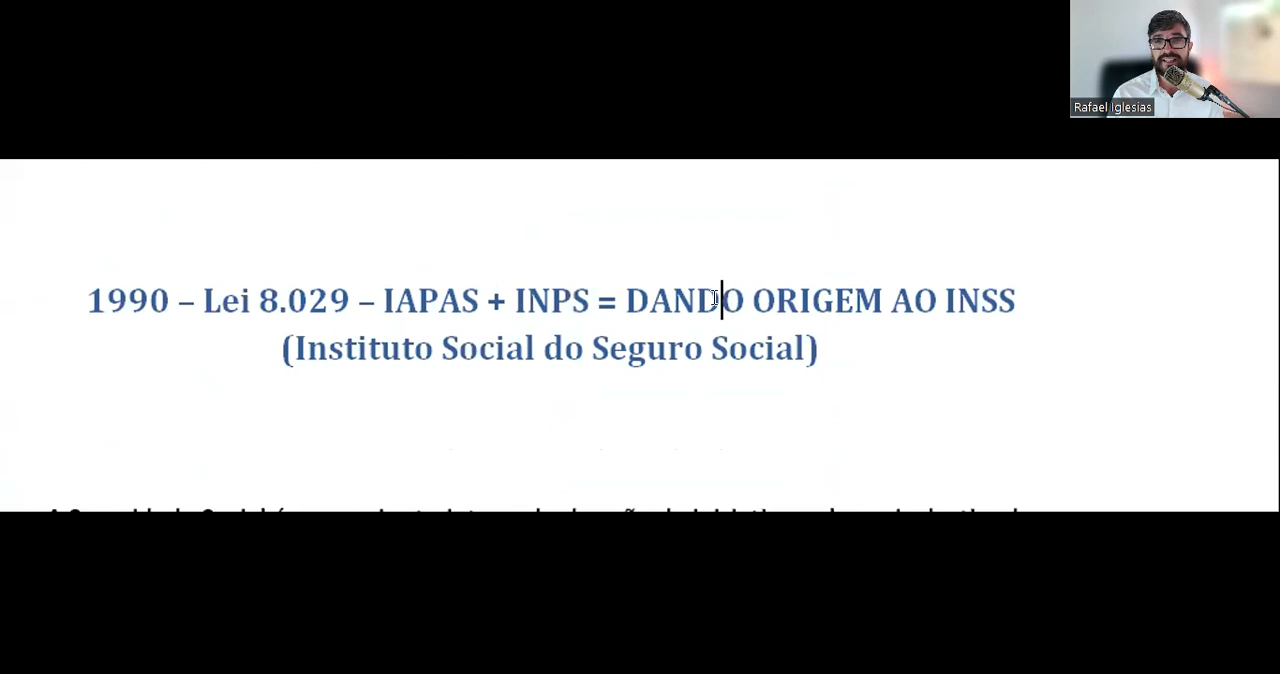 Rafael Iglesias
1990 – Lei 8.029 – IAPAS + INPS = DANDO ORIGEM AO INSS
(Instituto Social do Seguro Social)